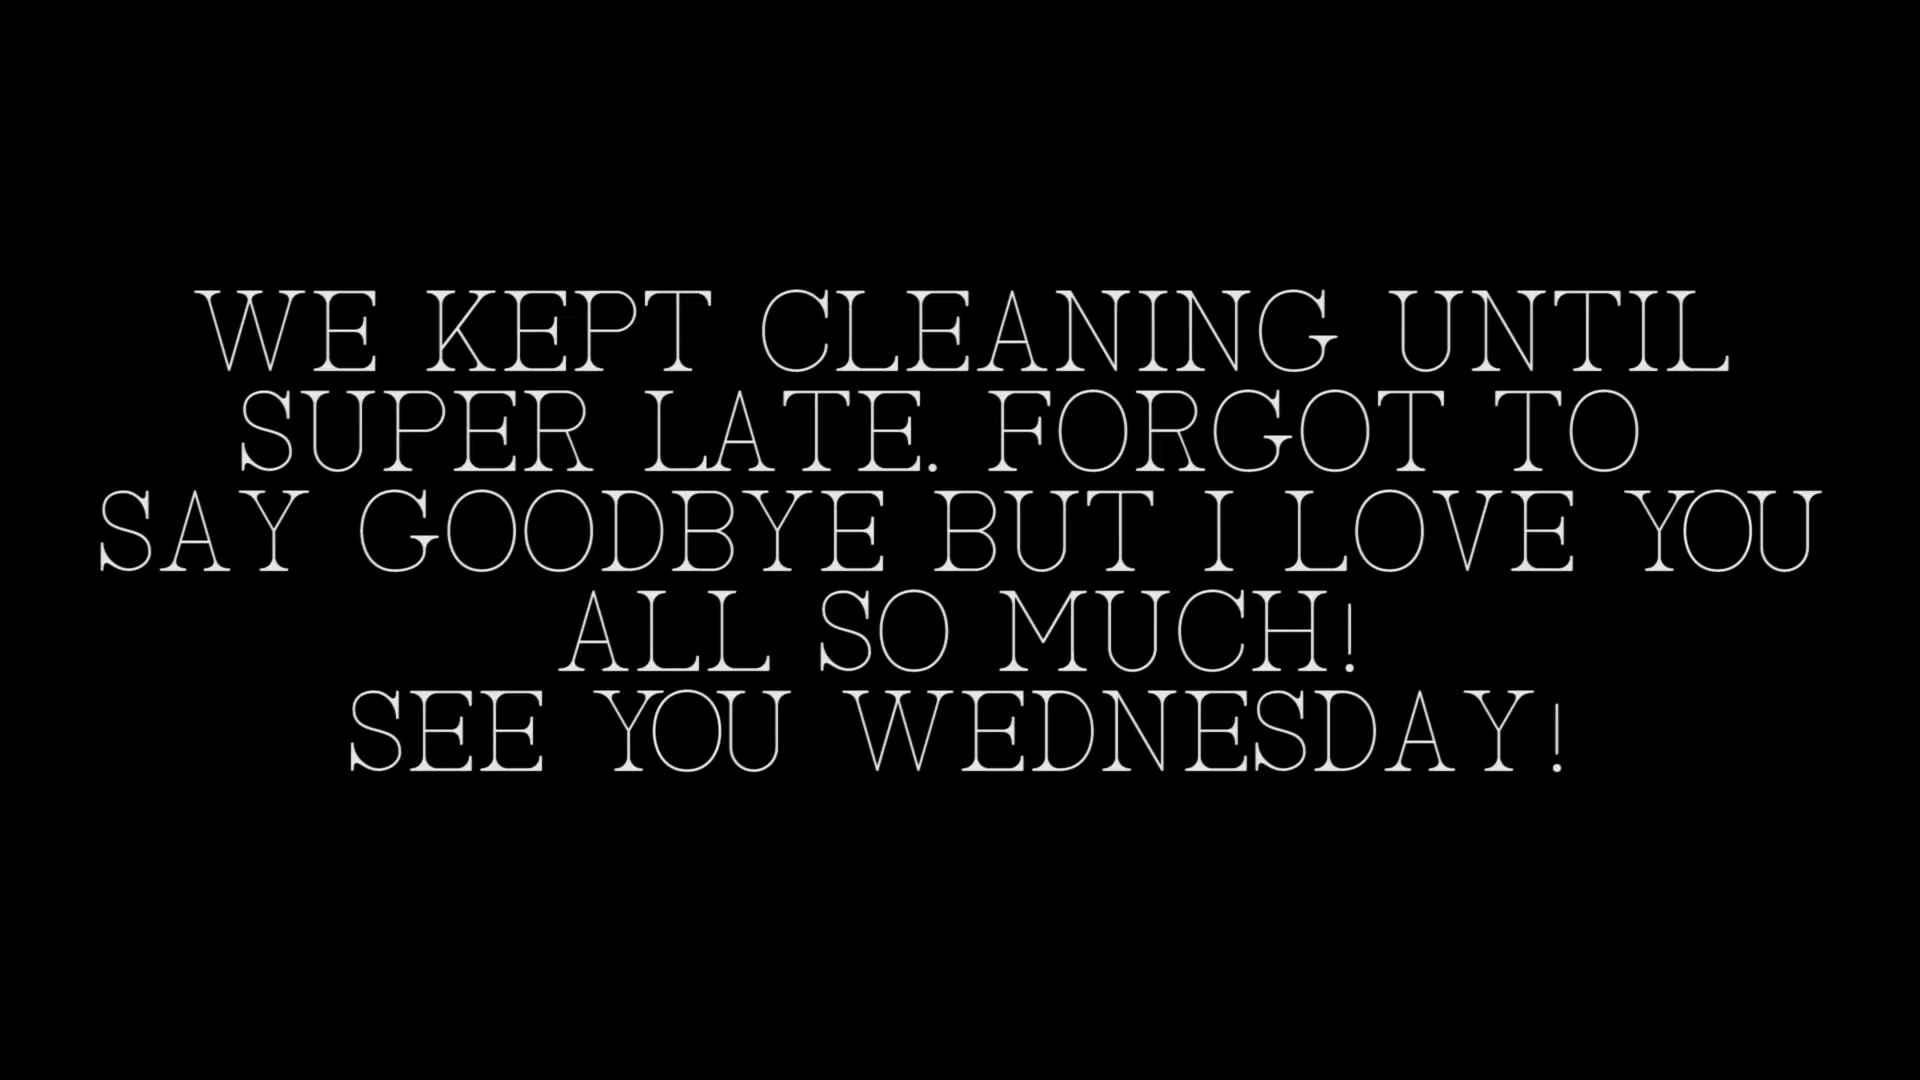 WE KEPT CLEANING UNTIL
SUPER LATE. FORGOT TO
SAY GOODBYE BUT I LOVE YOU
ALL SO MUCH!
SEE YOU WEDNESDAY!